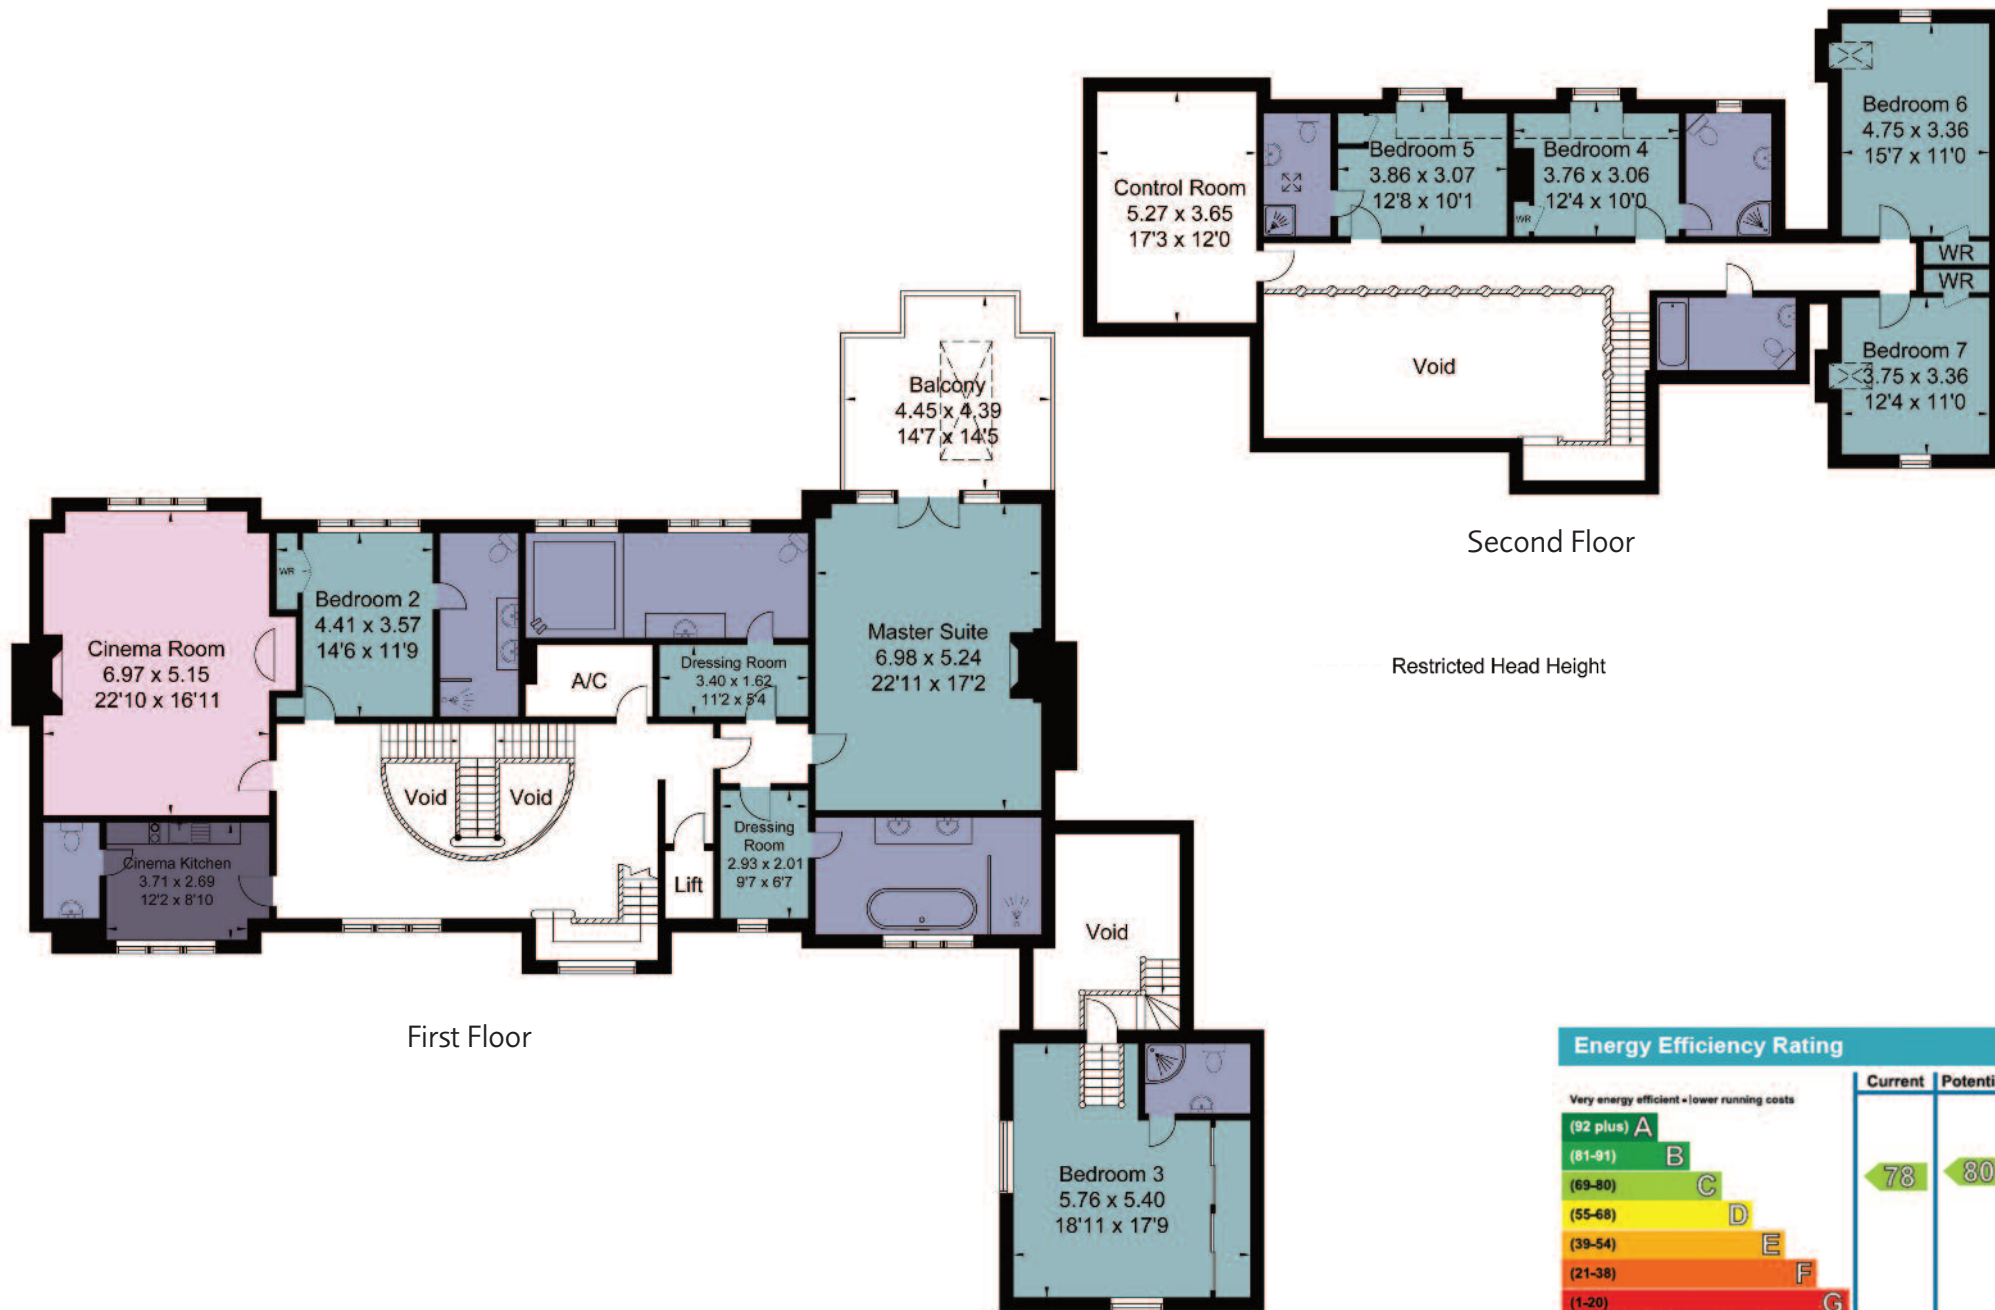 Control Room
5.27 x 3.65
17'3 x 12'0
Bedroom 5
3.86 x 3.07
12'8 x 10'1
Bedroom 4
3.76 x 3.06
12'4 x 10'0
WR
Bedroom 6
4.75 x 3.36
15'7 x 11'0
WR
WR
Bedroom 7
3.75 x 3.36
12'4 x 11'0
Void
Second Floor
Restricted Head Height
Balcony
4.45 x 4.39
14'7 x 14'5
Cinema Room
6.97 x 5.15
22'10 x 16'11
WR
Bedroom 2
4.41 x 3.57
14'6 x 11'9
A/C
Dressing Room
3.40 x 1.62
11'2 x 5'4
Master Suite
6.98 x 5.24
22'11 x 17'2
Void
Void
Cinema Kitchen
3.71 x 2.69
12'2 x 8'10
Lift
Dressing
Room
2.93 x 2.01
9'7 x 6'7
Void
First Floor
Bedroom 3
5.76 x 5.40
18'11 x 17'9
Energy Efficiency Rating
Current Potenti
Very energy efficient - lower running costs
(92 plus) A
(81-91) B
(69-80) C
(55-68) D
(39-54) E
(21-38) F
(1-20) G
78
80